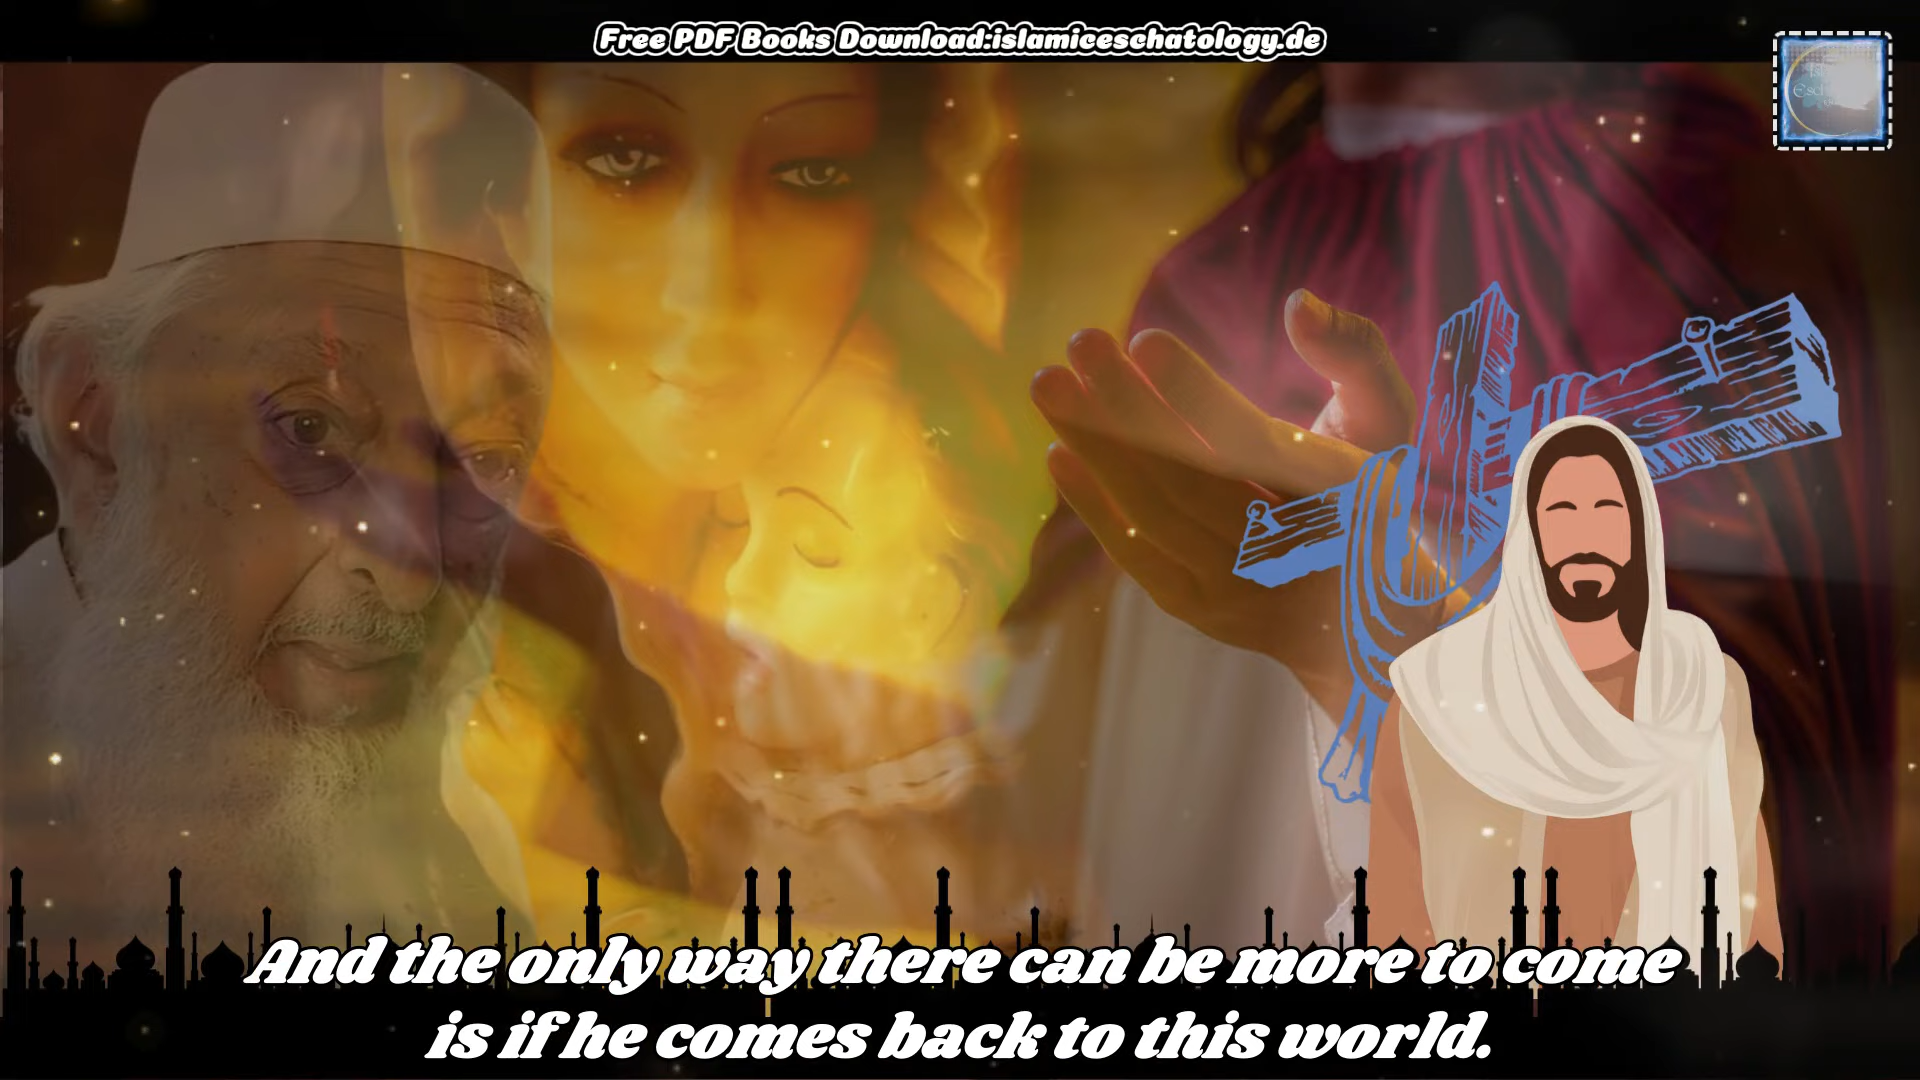 Free PDF Books Download:islamiceschatology.de
And the only way there can be more to come
is if he comes back to this world.